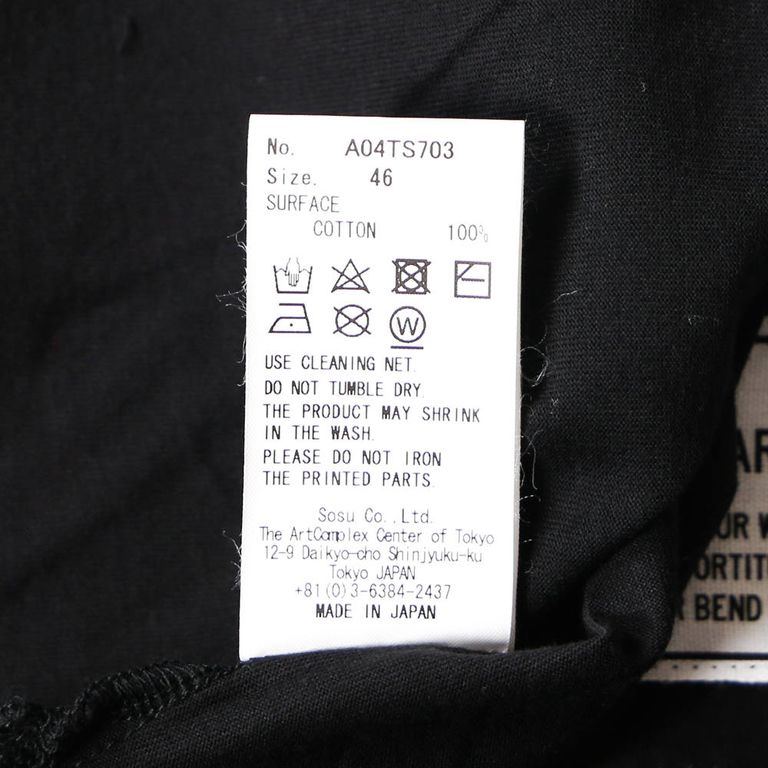 No. A04TS703
Size. 46
SURFACE
COTTON 100%
W
USE CLEANING NET.
DO NOT TUMBLE DRY.
THE PRODUCT MAY SHRINK
IN THE WASH.
PLEASE DO NOT IRON
THE PRINTED PARTS.
Sosu Co.,Ltd.
The ArtComplex Center of Tokyo
12-9 Daikyo-cho Shinjyuku-ku
Tokyo JAPAN
+81(0)3-6384-2437
MADE IN JAPAN
BEND